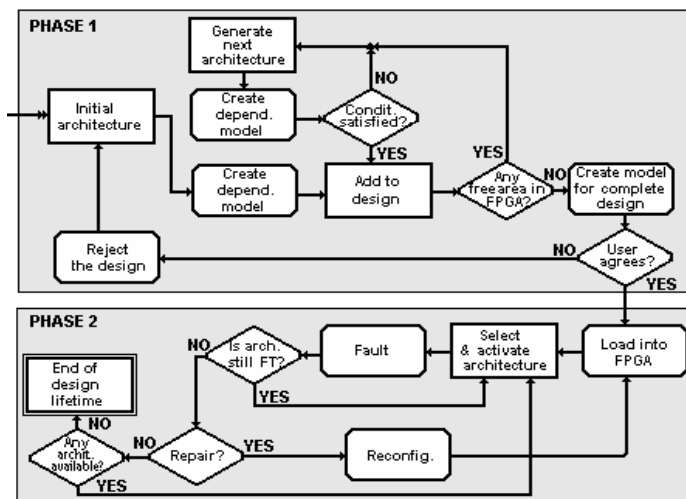 PHASE 1
Generate
next
architecture
NO
Initial
architecture
Create
depend.
model
Condit.
satisfied?
YES
YES
Create
depend.
model
Add to
design
Any
free area in
FPGA?
NO
Create model
for complete
design
Reject
the design
NO
User
agrees?
YES
PHASE 2
End of
design
lifetime
NO
Is arch.
still FT?
YES
Fault
Select
& activate
architecture
Load into
FPGA
NO
Any
archit.
available?
YES
NO
Repair?
YES
Reconfig.